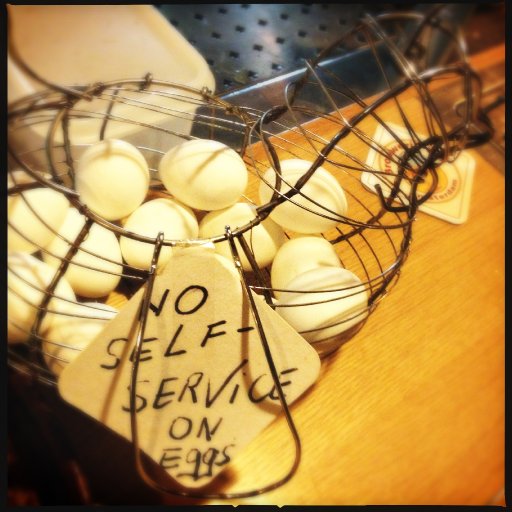 NO
SELF-
SERVICE
ON
Eggs